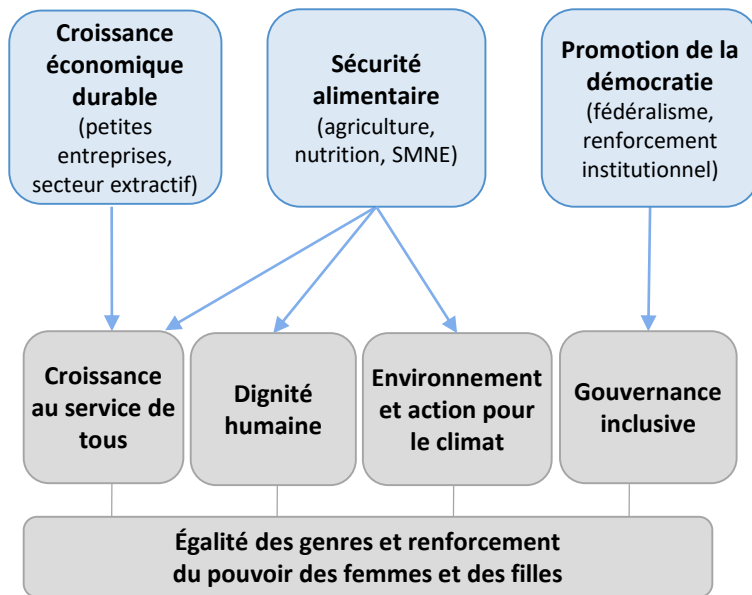 Croissance
économique
durable
(petites
entreprises,
secteur extractif)
Sécurité
alimentaire
(agriculture,
nutrition, SMNE)
Promotion de la
démocratie
(fédéralisme,
renforcement
institutionnel)
Croissance
au service de
tous
Dignité
humaine
Environnement
et action pour
le climat
Gouvernance
inclusive
Égalité des genres et renforcement
du pouvoir des femmes et des filles